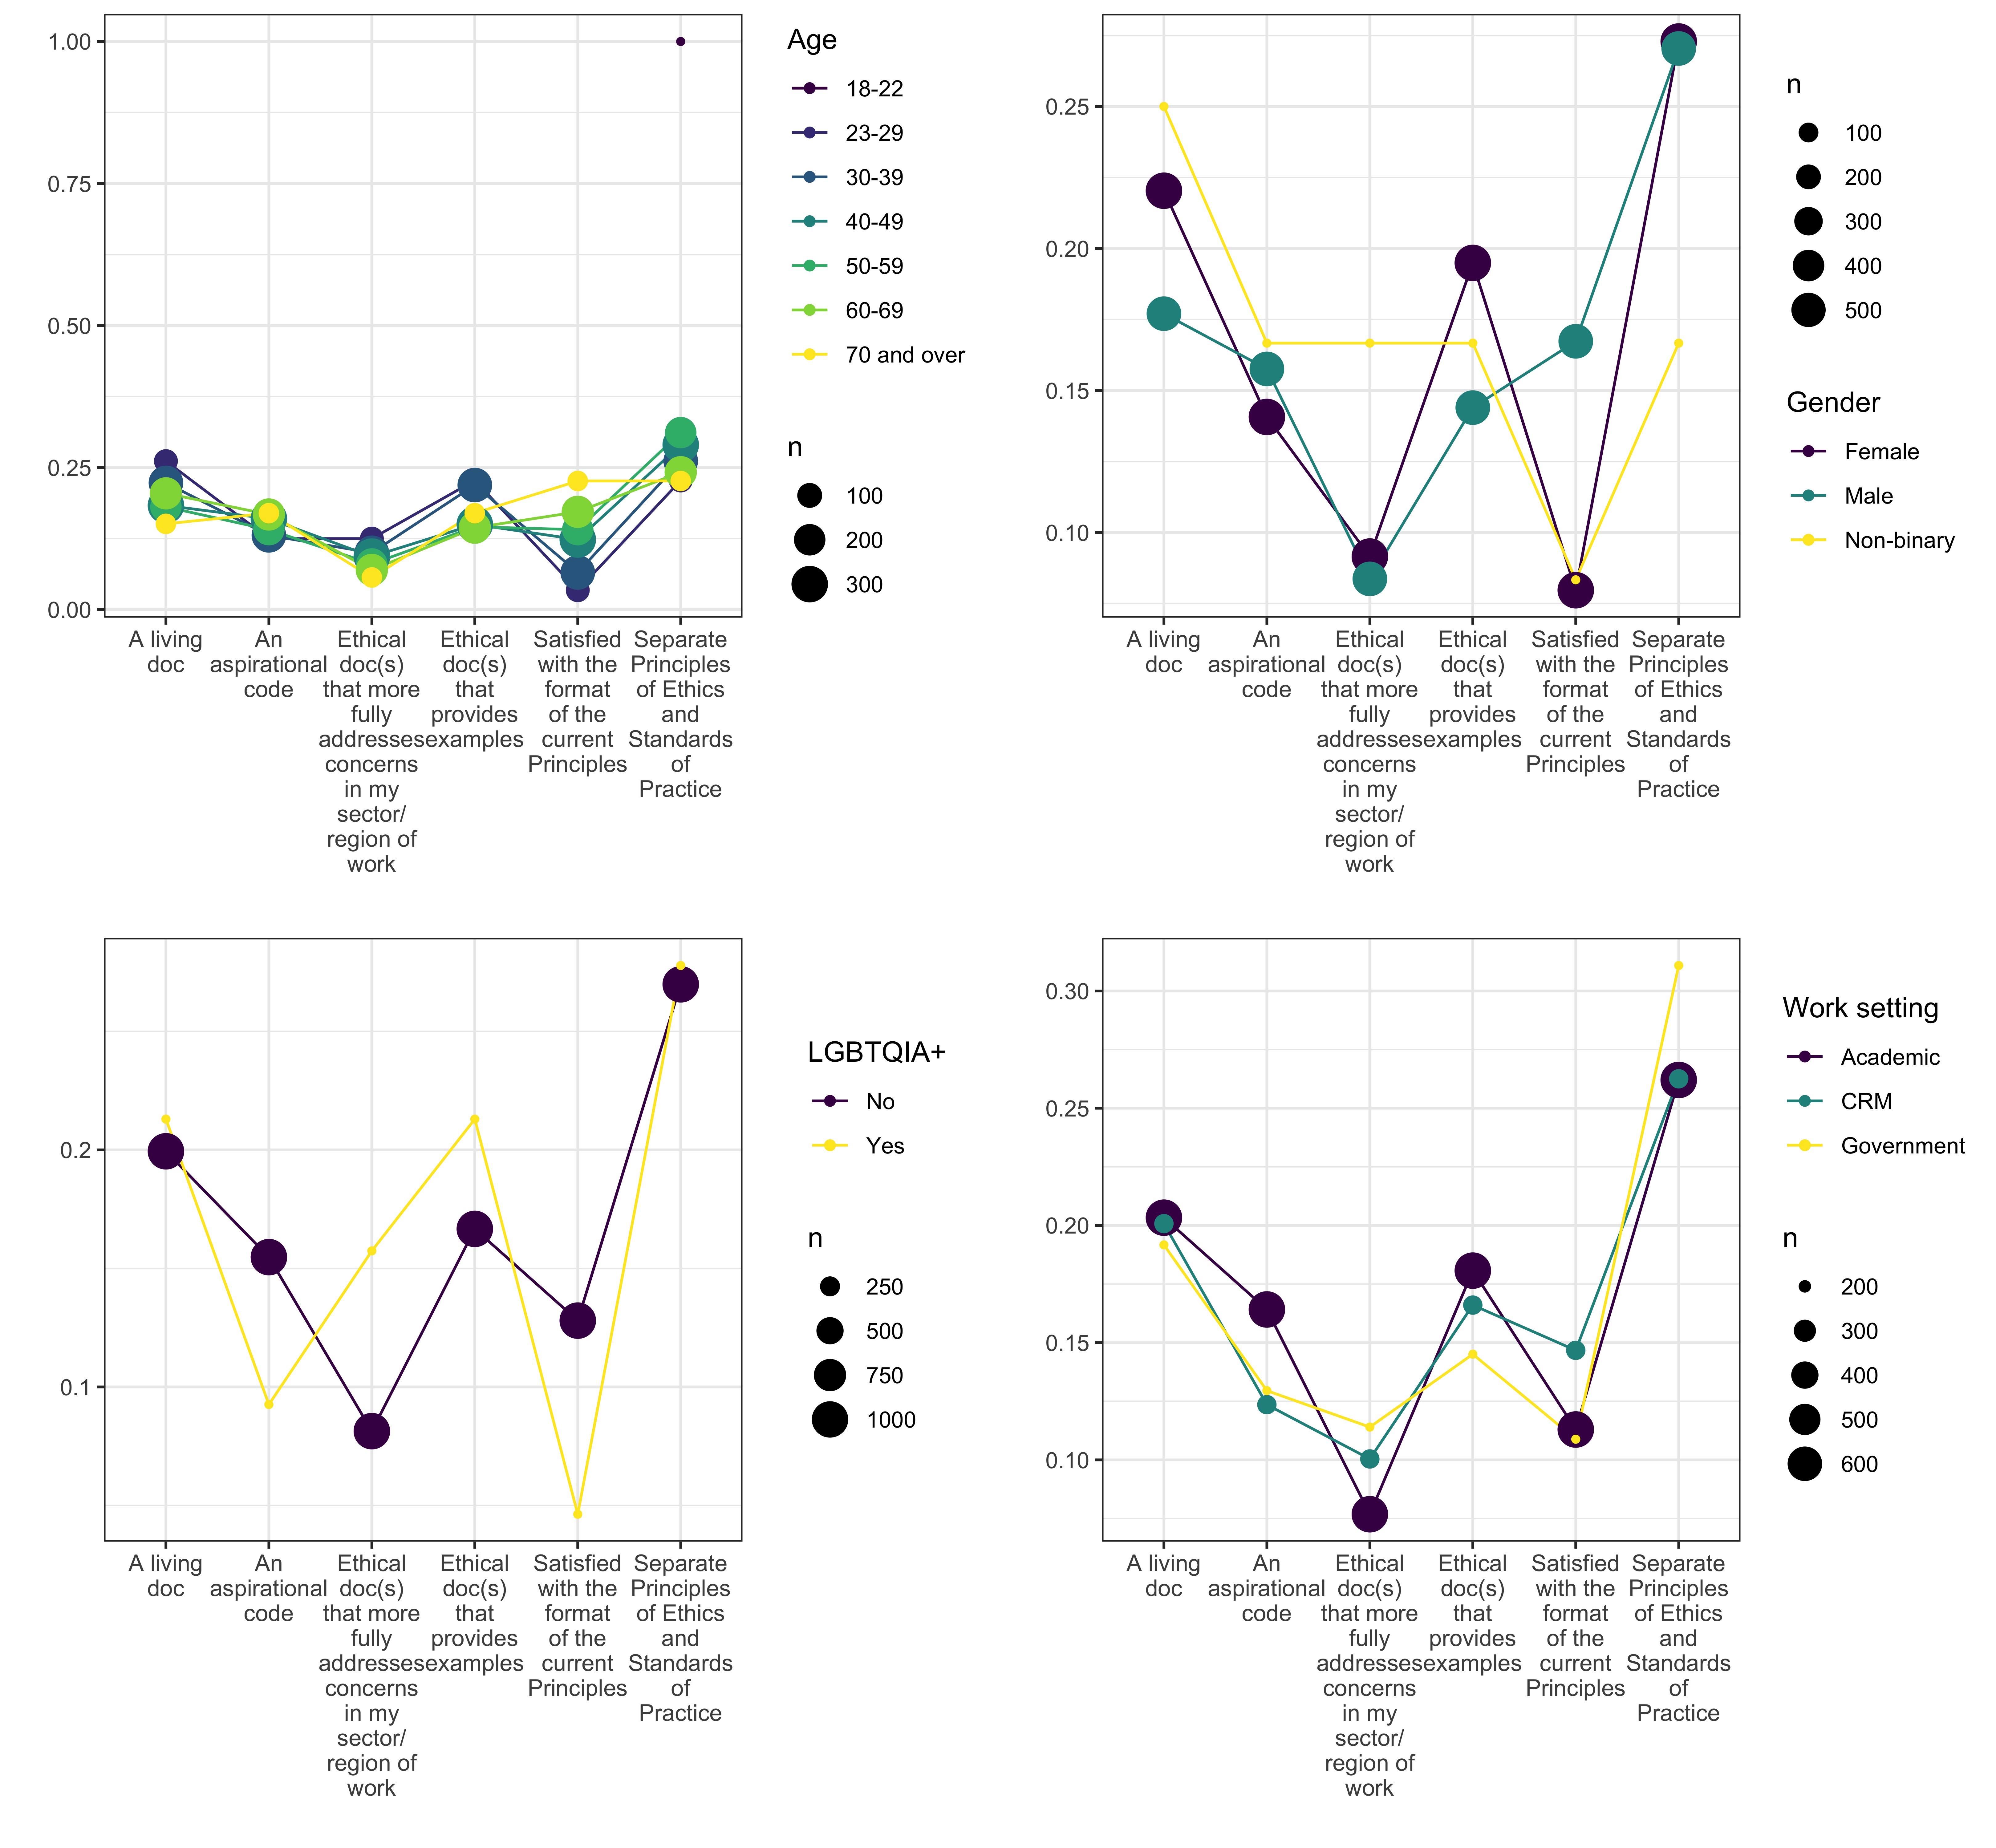 1.00
0.75
0.50
0.25
0.00
A living
doc
An
aspirational
code
Ethical
doc(s)
that more
fully
addresses
concerns
in my
sector/
region of
work
Ethical
doc(s)
that
provides
examples
Satisfied
with the
format
of the
current
Principles
Separate
Principles
of Ethics
and
Standards
of
Practice
Age
18-22
23-29
30-39
40-49
50-59
60-69
70 and over
n
100
200
300
0.25
0.20
0.15
0.10
A living
doc
An
aspirational
code
Ethical
doc(s)
that more
fully
addresses
concerns
in my
sector/
region of
work
Ethical
doc(s)
that
provides
examples
Satisfied
with the
format
of the
current
Principles
Separate
Principles
of Ethics
and
Standards
of
Practice
n
100
200
300
400
500
Gender
Female
Male
Non-binary
0.2
0.1
A living
doc
An
aspirational
code
Ethical
doc(s)
that more
fully
addresses
concerns
in my
sector/
region of
work
Ethical
doc(s)
that
provides
examples
Satisfied
with the
format
of the
current
Principles
Separate
Principles
of Ethics
and
Standards
of
Practice
LGBTQIA+
No
Yes
n
250
500
750
1000
0.30
0.25
0.20
0.15
0.10
A living
doc
An
aspirational
code
Ethical
doc(s)
that more
fully
addresses
concerns
in my
sector/
region of
work
Ethical
doc(s)
that
provides
examples
Satisfied
with the
format
of the
current
Principles
Separate
Principles
of Ethics
and
Standards
of
Practice
Work setting
Academic
CRM
Government
n
200
300
400
500
600